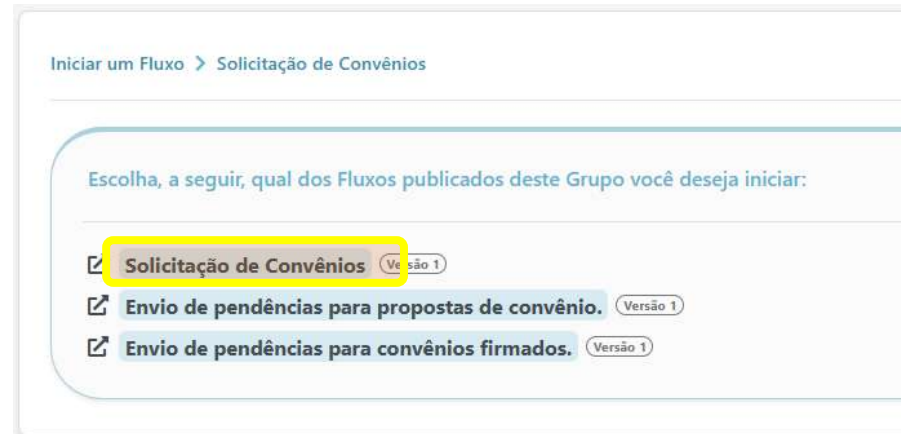 Iniciar um Fluxo > Solicitação de Convênios
Escolha, a seguir, qual dos Fluxos publicados deste Grupo você deseja iniciar:
Solicitação de Convênios Versão 1
Envio de pendências para propostas de convênio. Versão 1
Envio de pendências para convênios firmados. Versão 1